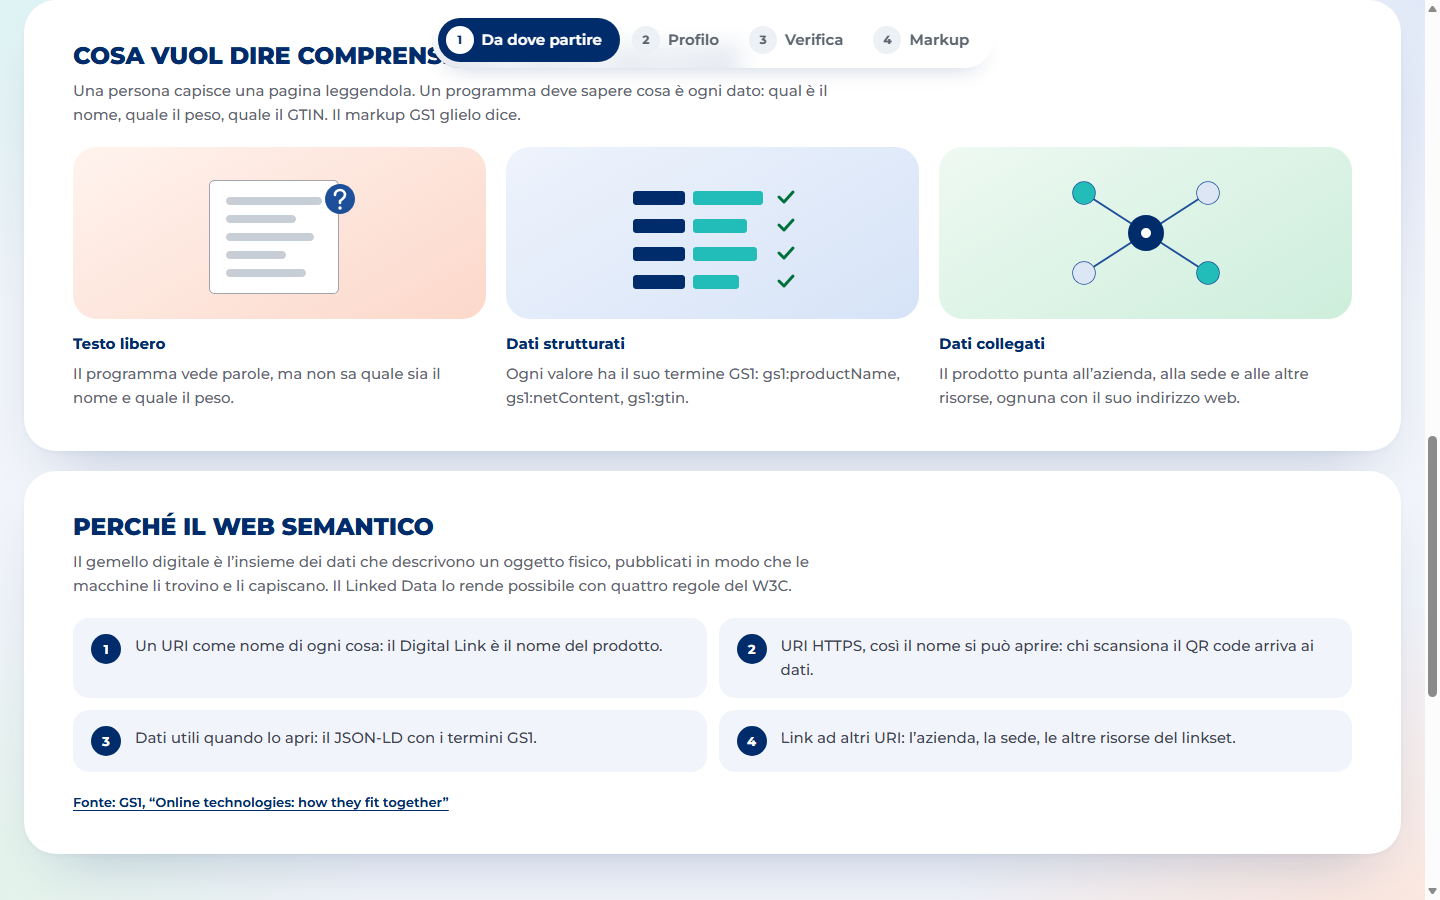 1 Da dove partire
2 Profilo
3 Verifica
4 Markup
COSA VUOL DIRE
Una persona capisce una pagina leggendola. Un programma deve sapere cosa è ogni dato: qual è il
nome, quale il peso, quale il GTIN. Il markup GS1 glielo dice.
?
Testo libero
Il programma vede parole, ma non sa quale sia il
nome e quale il peso.
Dati strutturati
Ogni valore ha il suo termine GS1: gs1:productName,
gs1:netContent, gs1:gtin.
Dati collegati
Il prodotto punta all’azienda, alla sede e alle altre
risorse, ognuna con il suo indirizzo web.
PERCHÉ IL WEB SEMANTICO
Il gemello digitale è l’insieme dei dati che descrivono un oggetto fisico, pubblicati in modo che le
macchine li trovino e li capiscano. Il Linked Data lo rende possibile con quattro regole del W3C.
1 Un URI come nome di ogni cosa: il Digital Link è il nome del prodotto.
2 URI HTTPS, così il nome si può aprire: chi scansiona il QR code arriva ai
dati.
3 Dati utili quando lo apri: il JSON-LD con i termini GS1.
4 Link ad altri URI: l’azienda, la sede, le altre risorse del linkset.
Fonte: GS1, “Online technologies: how they fit together”